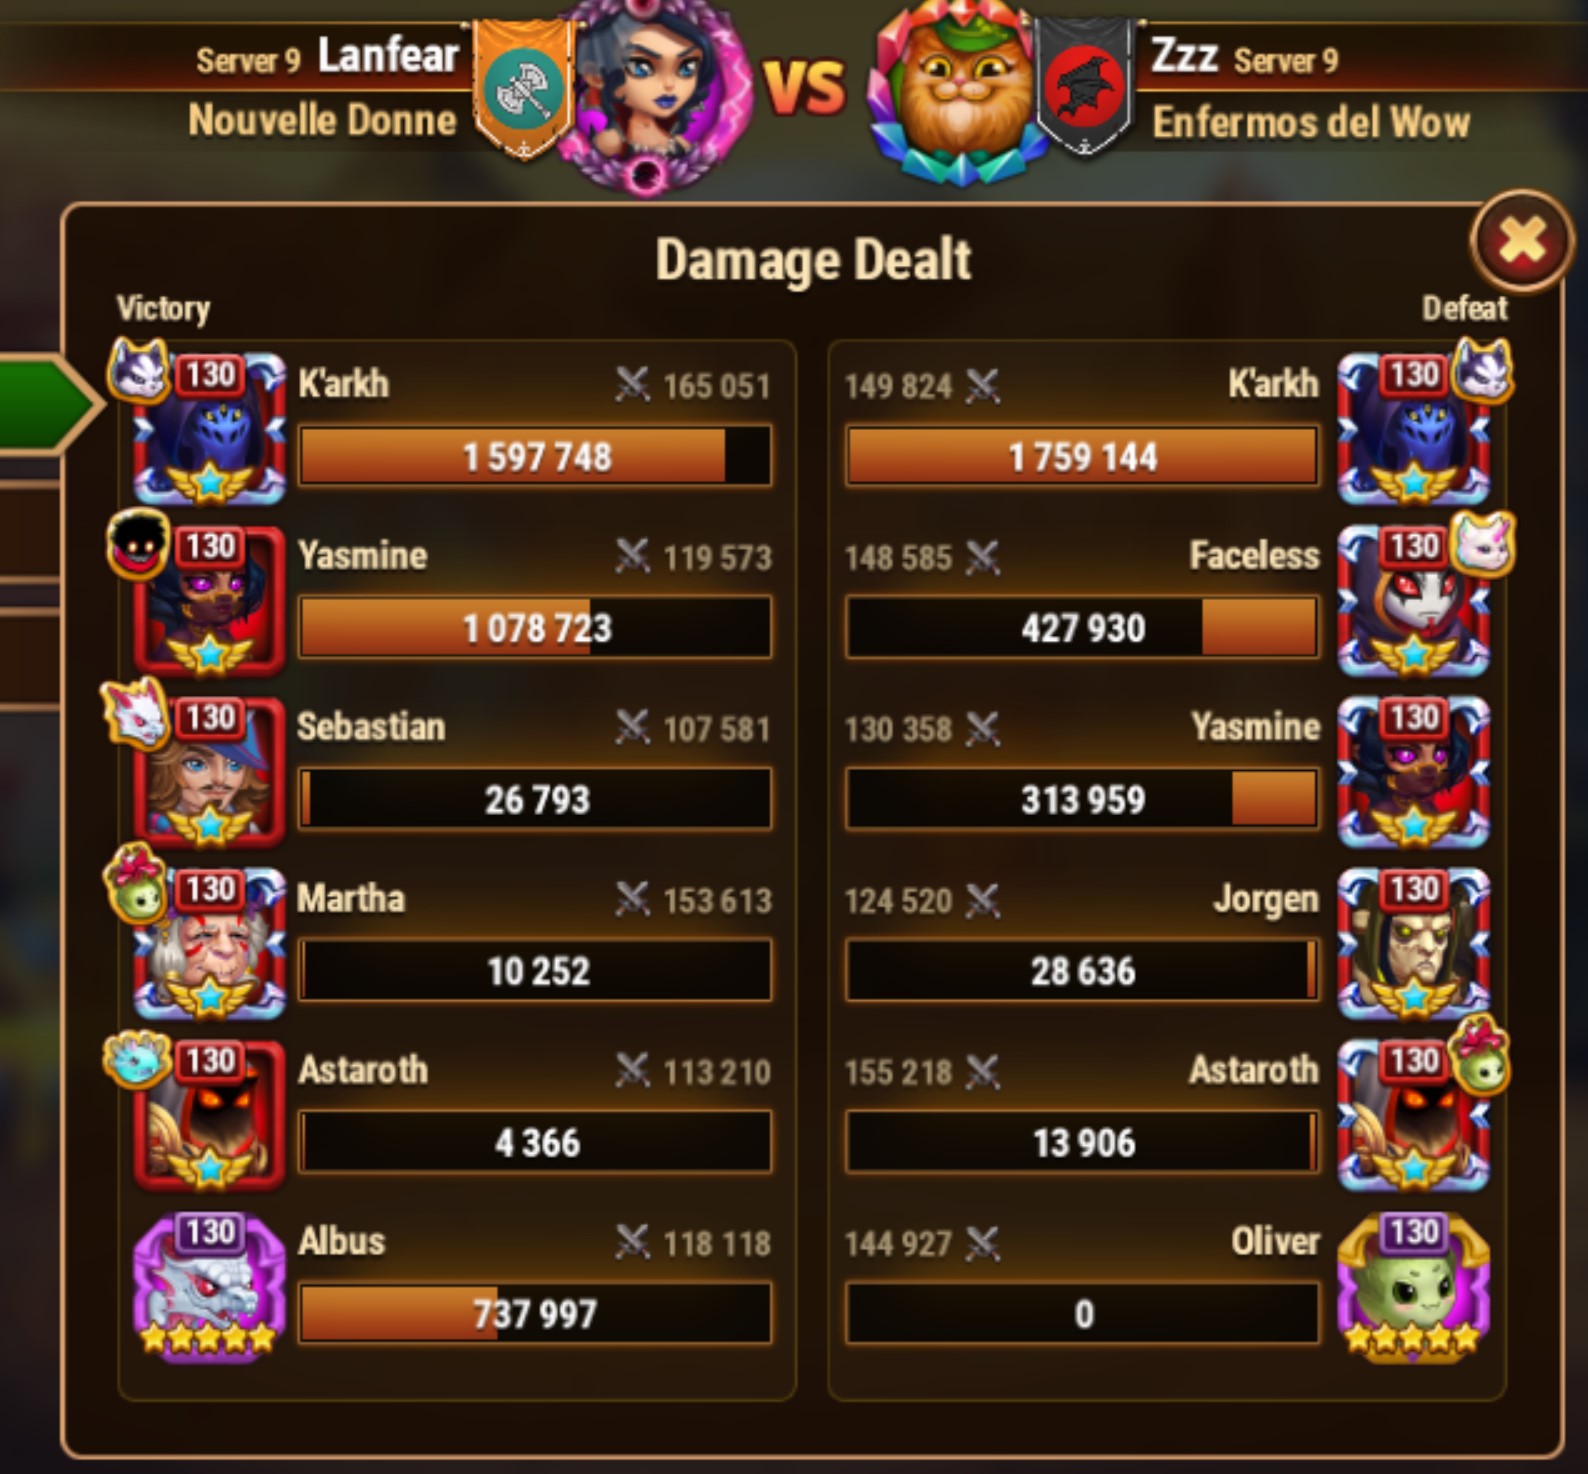 Server 9 Lanfear VS Zzz Server 9
Nouvelle Donne Enfermos del Wow
Damage Dealt
Victory Defeat
130 K'arkh 165 051 149 824 K'arkh 130
1 597 748 1 759 144
130 Yasmine 119 573 148 585 Faceless 130
1 078 723 427 930
130 Sebastian 107 581 130 358 Yasmine 130
26 793 313 959
130 Martha 153 613 124 520 Jorgen 130
10 252 28 636
130 Astaroth 113 210 155 218 Astaroth 130
4 366 13 906
130 Albus 118 118 144 927 Oliver 130
737 997 0